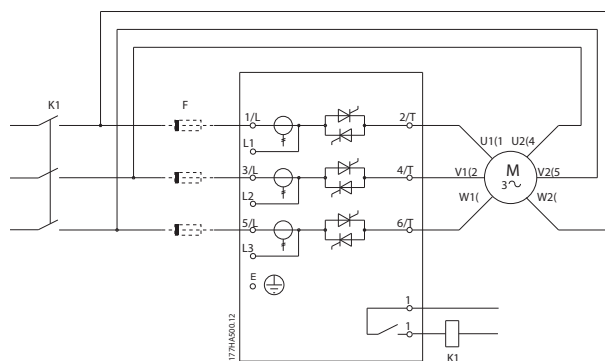 K1
F
1/L
2/T
U1(1
U2(4
L1
M
3/L
4/T
V1(2
V2(5
3
L2
W1(
W2(
5/L
6/T
L3
E
1
1
177HA500.12
K1